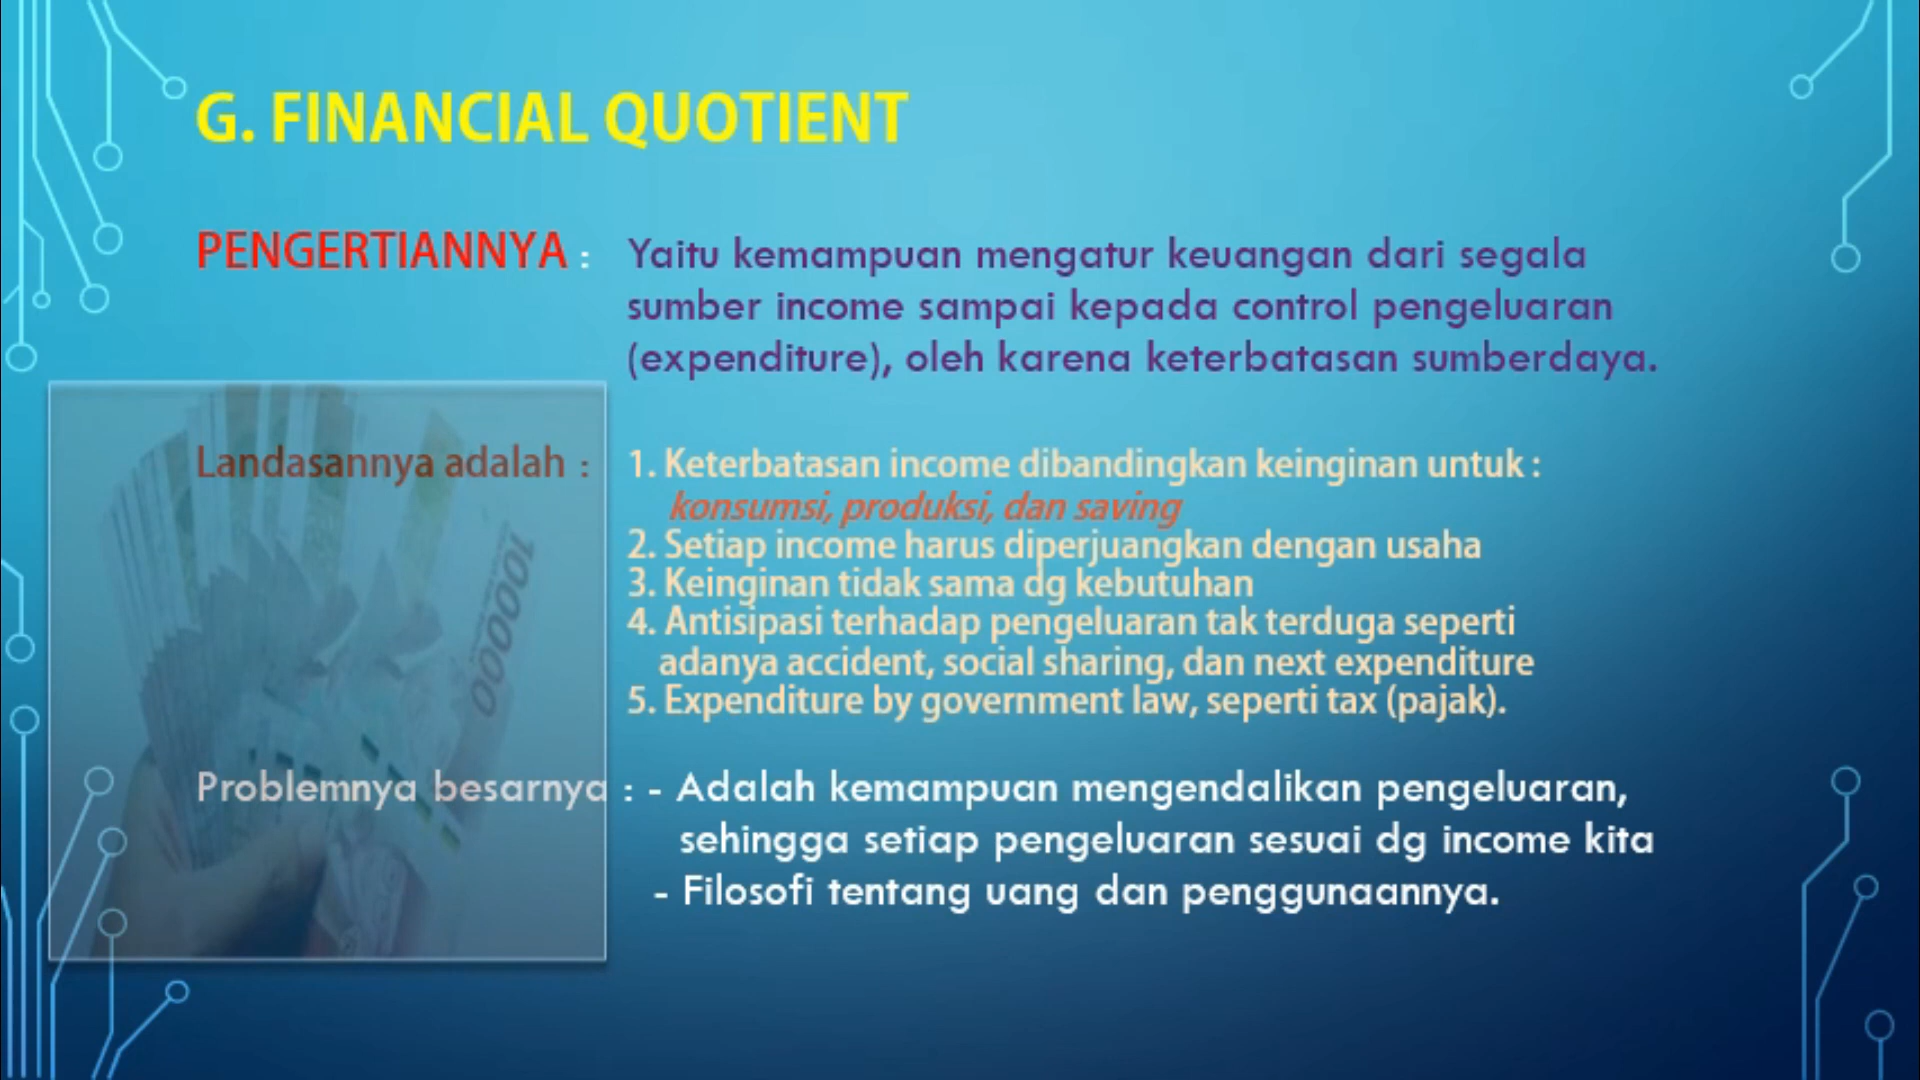 G. FINANCIAL QUOTIENT
PENGERTIANNYA : Yaitu kemampuan mengatur keuangan dari segala
sumber income sampai kepada control pengeluaran
(expenditure), oleh karena keterbatasan sumberdaya.
Landasannya adalah : 1. Keterbatasan income dibandingkan keinginan untuk :
konsumsi, produksi, dan saving
2. Setiap income harus diperjuangkan dengan usaha
3. Keinginan tidak sama dg kebutuhan
4. Antisipasi terhadap pengeluaran tak terduga seperti
adanya accident, social sharing, dan next expenditure
5. Expenditure by government law, seperti tax (pajak).
Problemnya besarnya : - Adalah kemampuan mengendalikan pengeluaran,
sehingga setiap pengeluaran sesuai dg income kita
- Filosofi tentang uang dan penggunaannya.
100000